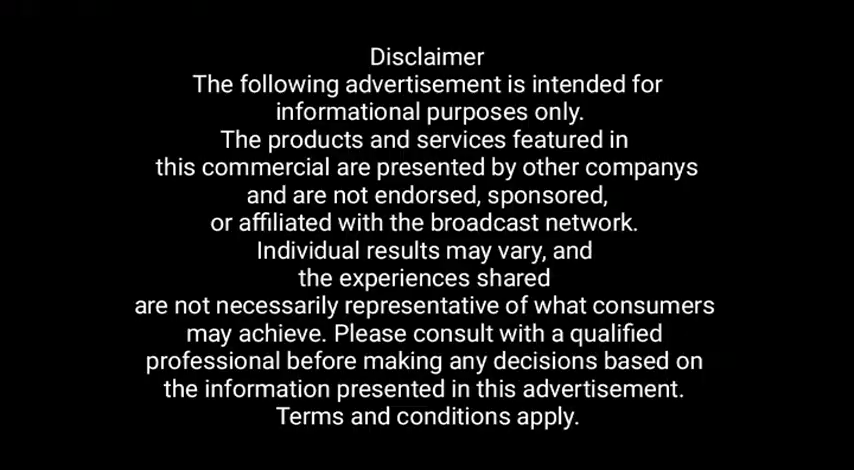 Disclaimer
The following advertisement is intended for
informational purposes only.
The products and services featured in
this commercial are presented by other companys
and are not endorsed, sponsored,
or affiliated with the broadcast network.
Individual results may vary, and
the experiences shared
are not necessarily representative of what consumers
may achieve. Please consult with a qualified
professional before making any decisions based on
the information presented in this advertisement.
Terms and conditions apply.